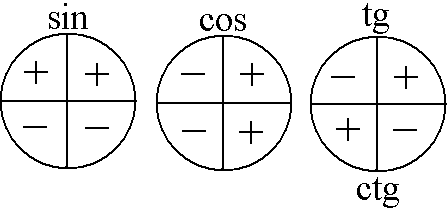 sin cos tg
+ + − + − +
− − − + + −
ctg